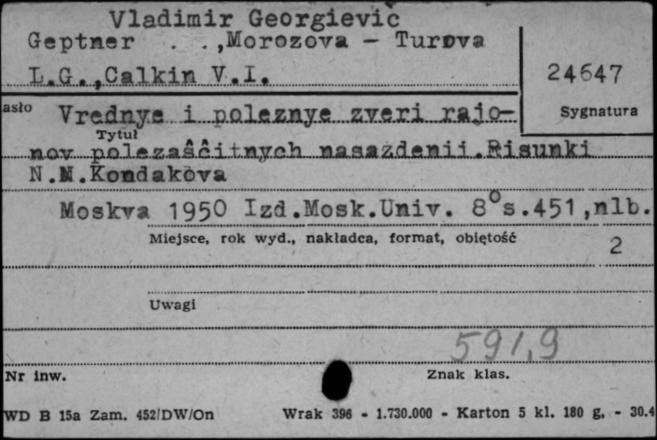 Vladimir Georgievic
Geptner . . ,Morozova - Turova
L.G.,Calkin V.I.
24647
asło
Vrednye i poleznye zveri rajo-
Sygnatura
Tytuł
nov polezaščitnych nasazdenii.Risunki
N.M.Kondakova
Moskva 1950 Izd.Mosk.Univ. 8° s.451,nlb.
Miejsce, rok wyd., nakładca, format, objętość
2
Uwagi
591,9
Nr inw.
Znak klas.
WD B 15a Zam. 452/DW/On Wrak 396 - 1.730.000 - Karton 5 kl. 180 g. - 30.4